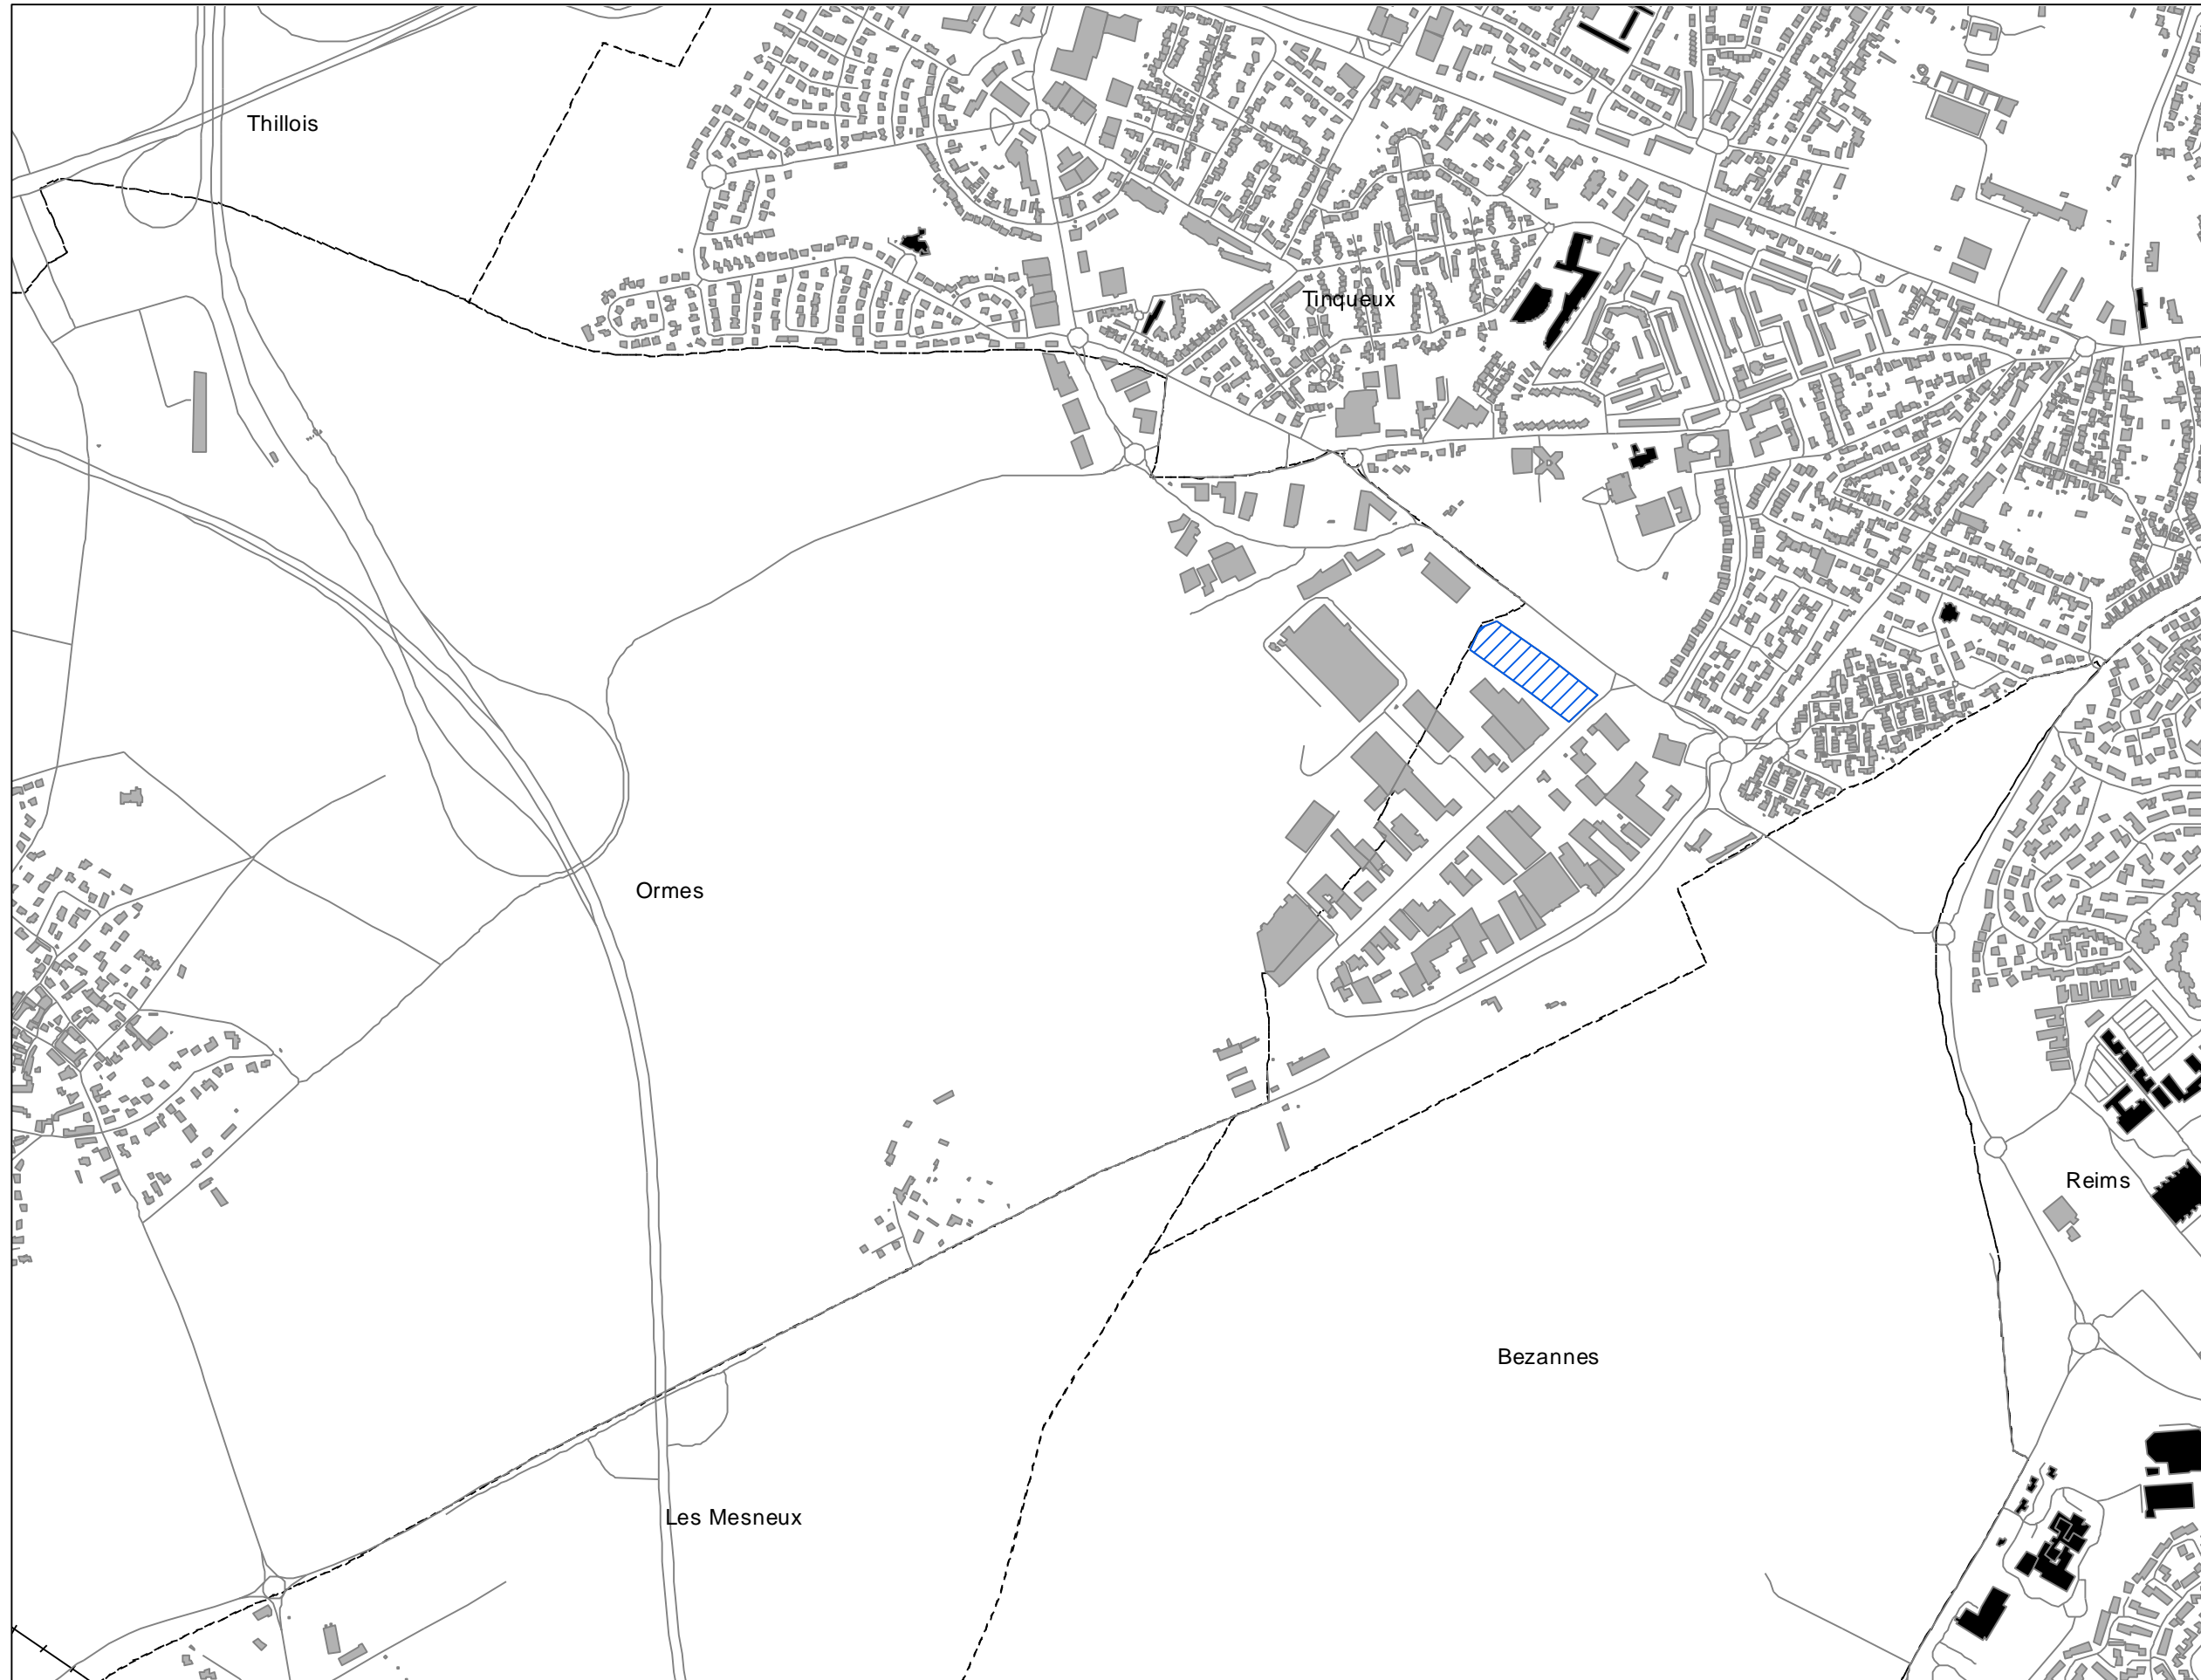 Thillois
Tinqueux
Ormes
Reims
Bezannes
Les Mesneux